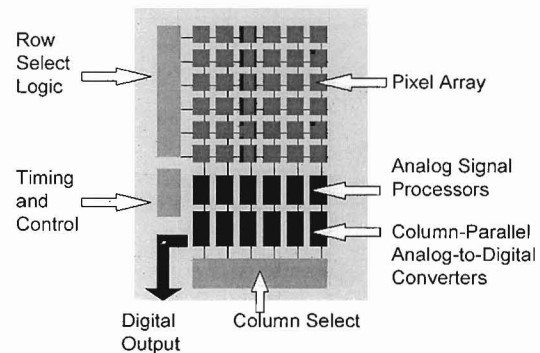 Row
Select
Logic
Pixel Array
Timing
and
Control
Analog Signal
Processors
Column-Parallel
Analog-to-Digital
Converters
Digital
Output
Column Select